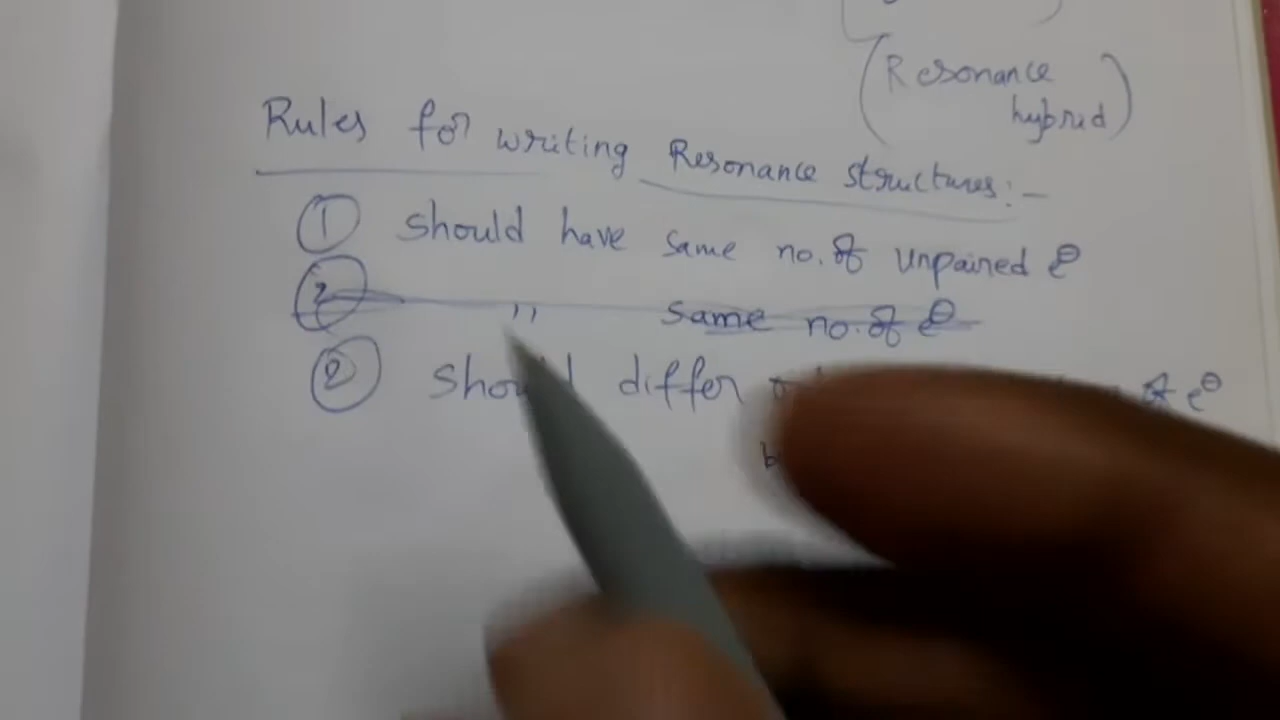 (Resonance
hybrid)
Rules for writing Resonance structures:-
① should have same no. of unpaired e⊖
② " same no. of e⊖
② should differ of e⊖